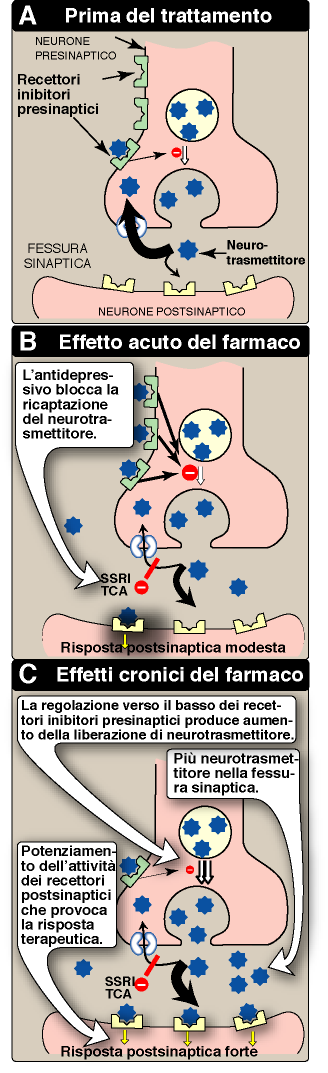 A Prima del trattamento
NEURONE
PRESINAPTICO
Recettori
inibitori
presinaptici
FESSURA
SINAPTICA
Neuro-
trasmettitore
NEURONE POSTSINAPTICO
B Effetto acuto del farmaco
L'antidepres-
sivo blocca la
ricaptazione
del neurotra-
smettitore.
SSRI
TCA
Risposta postsinaptica modesta
C Effetti cronici del farmaco
La regolazione verso il basso dei recet-
tori inibitori presinaptici produce aumen-
to della liberazione di neurotrasmettitore.
Più neurotrasmet-
titore nella fessu-
ra sinaptica.
Potenziamen-
to dell'attività
dei recettori
postsinaptici
che provoca
la risposta
terapeutica.
SSRI
TCA
Risposta postsinaptica forte